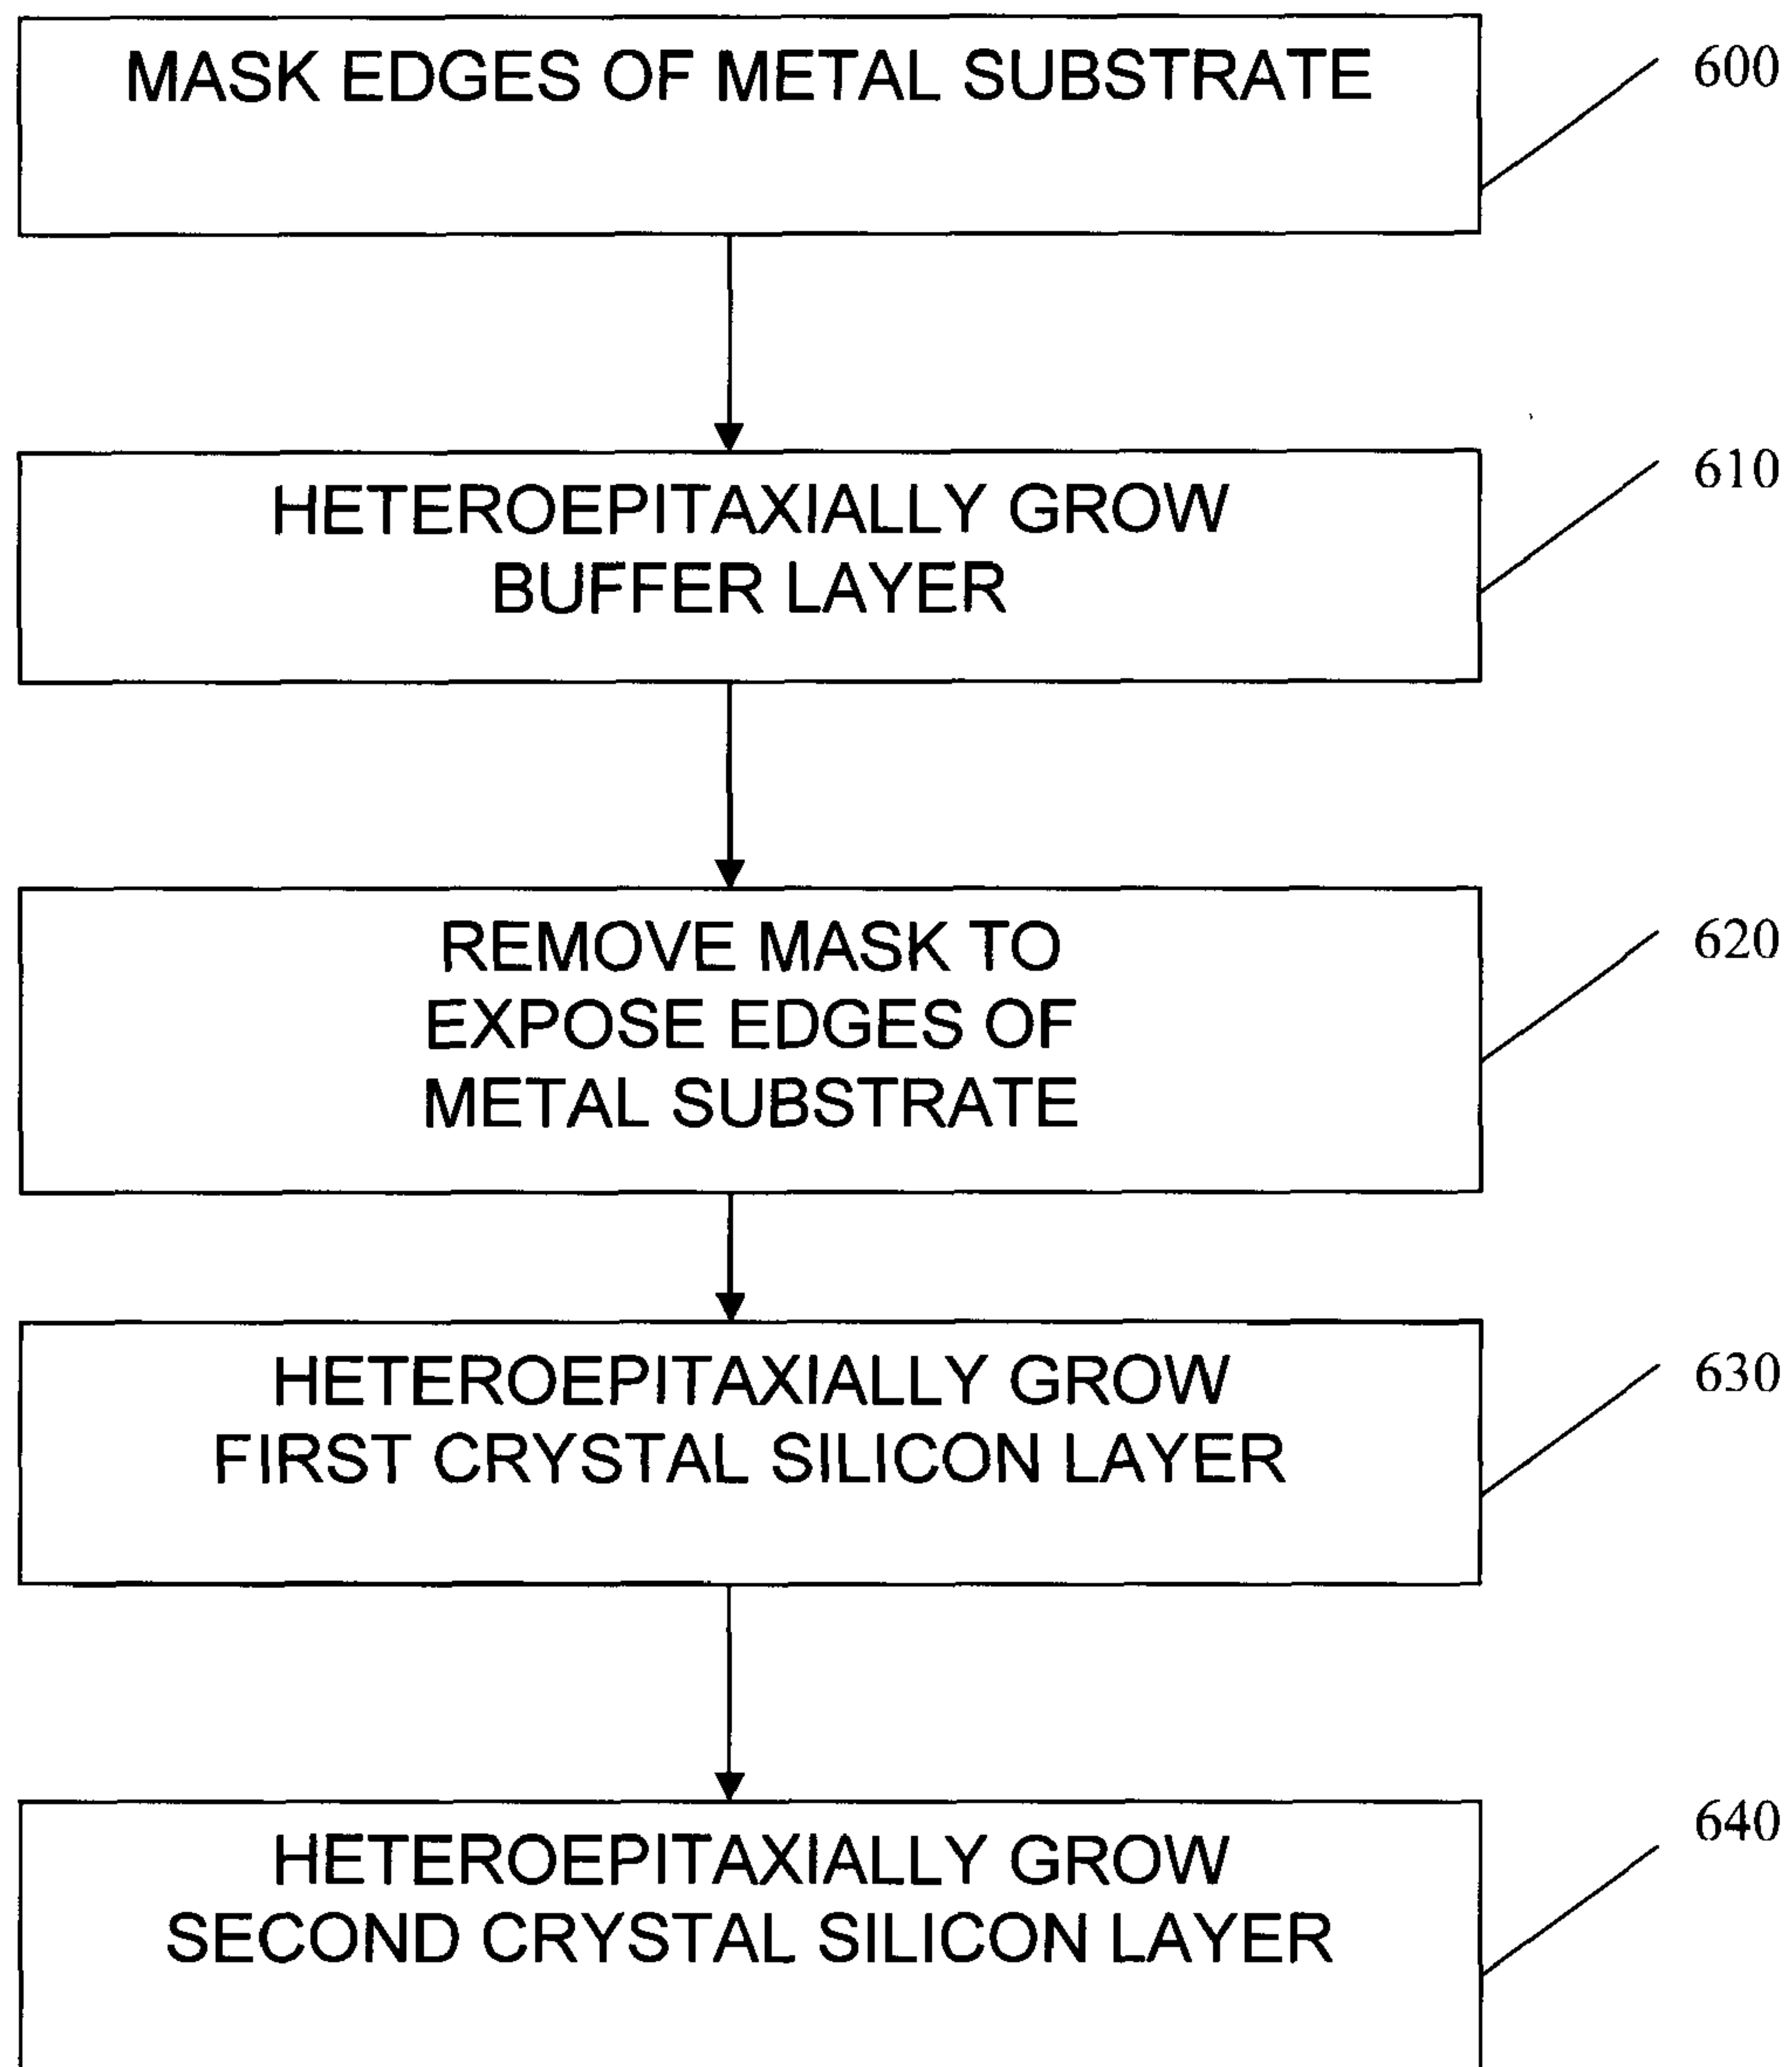 MASK EDGES OF METAL SUBSTRATE
600
HETEROEPITAXIALLY GROW
BUFFER LAYER
610
REMOVE MASK TO
EXPOSE EDGES OF
METAL SUBSTRATE
620
HETEROEPITAXIALLY GROW
FIRST CRYSTAL SILICON LAYER
630
HETEROEPITAXIALLY GROW
SECOND CRYSTAL SILICON LAYER
640